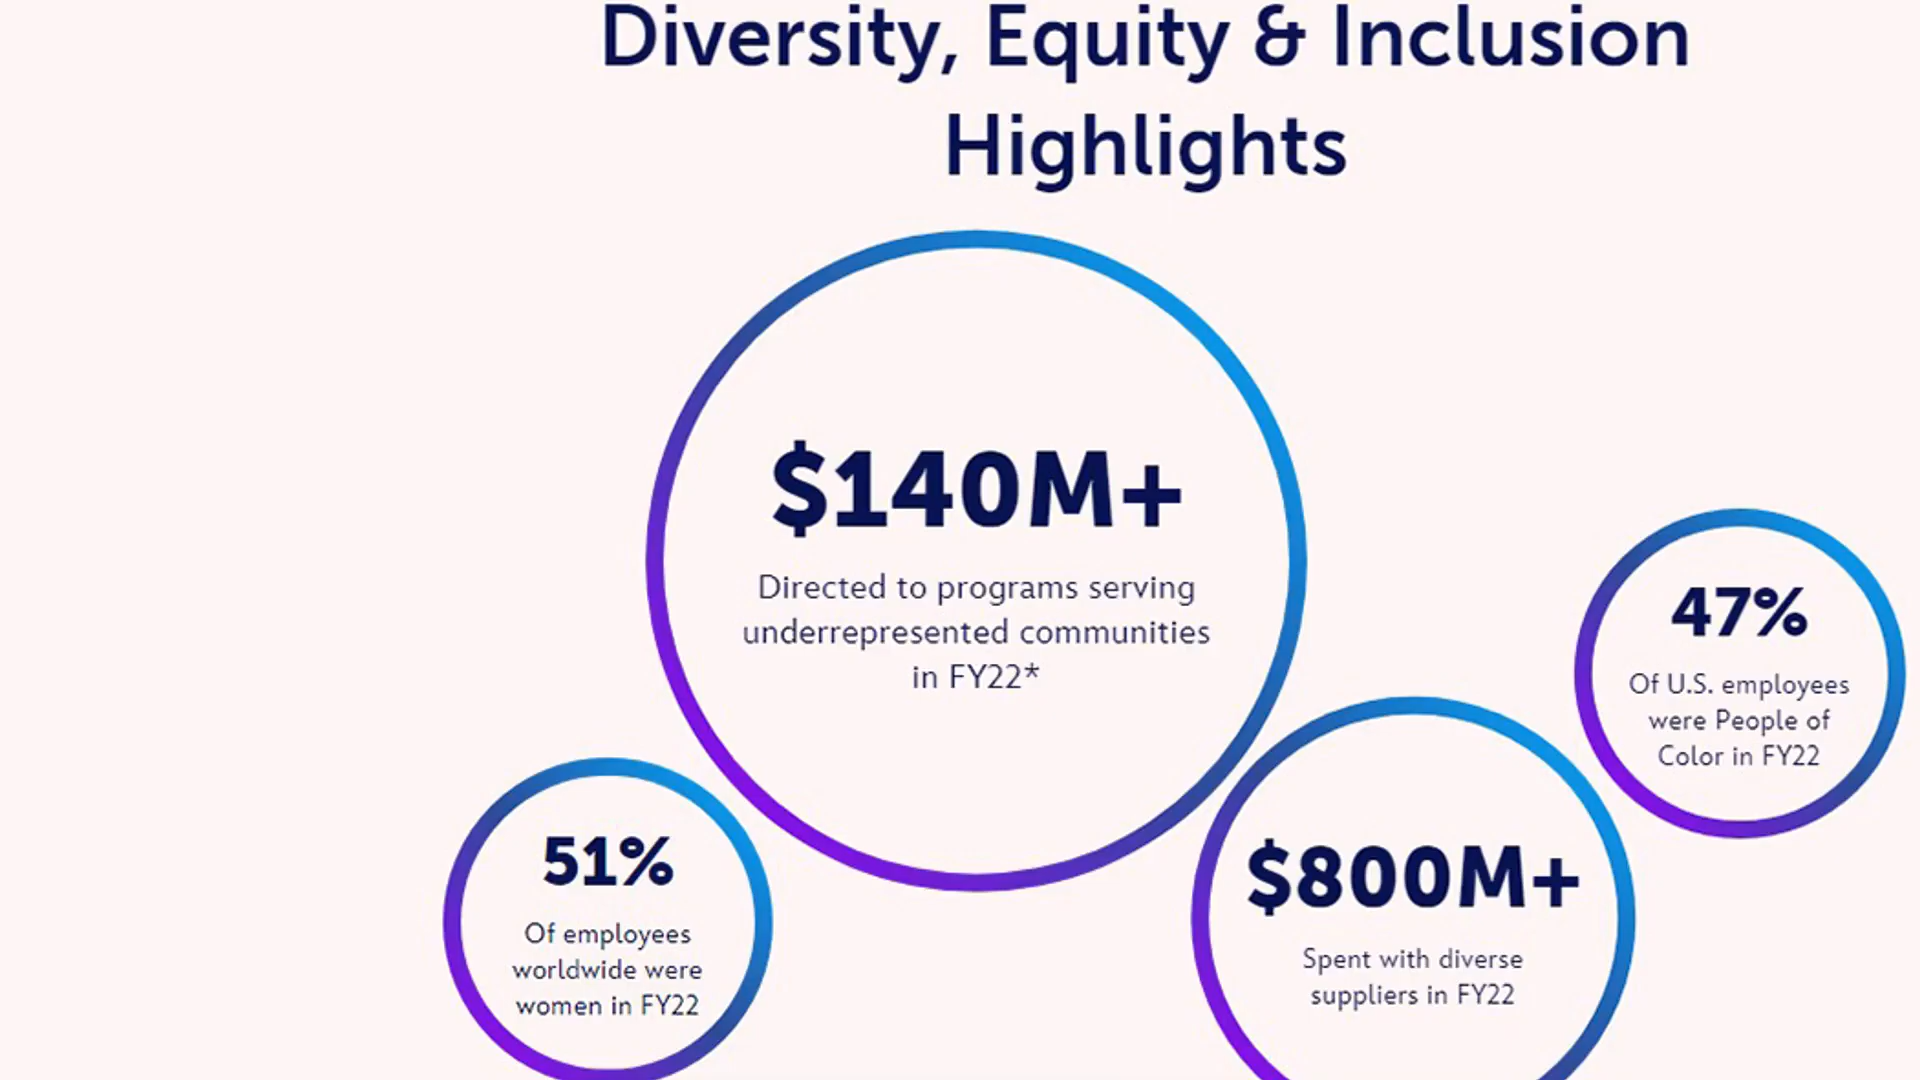 Diversity, Equity & Inclusion
Highlights
$140M+
Directed to programs serving
underrepresented communities
in FY22*
47%
Of U.S. employees
were People of
Color in FY22
51%
Of employees
worldwide were
women in FY22
$800M+
Spent with diverse
suppliers in FY22